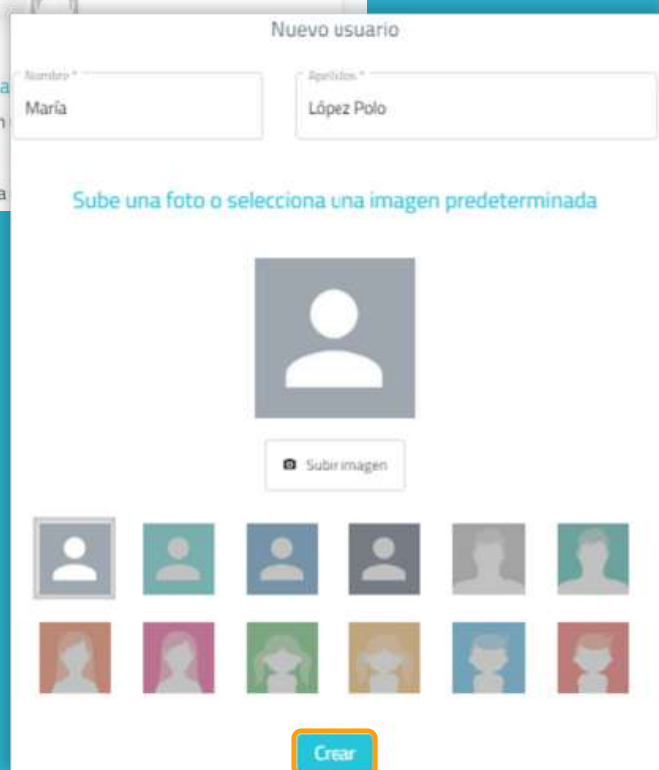 Nuevo usuario
Nombre * Apellidos *
María López Polo
Sube una foto o selecciona una imagen predeterminada
Subir imagen
Crear